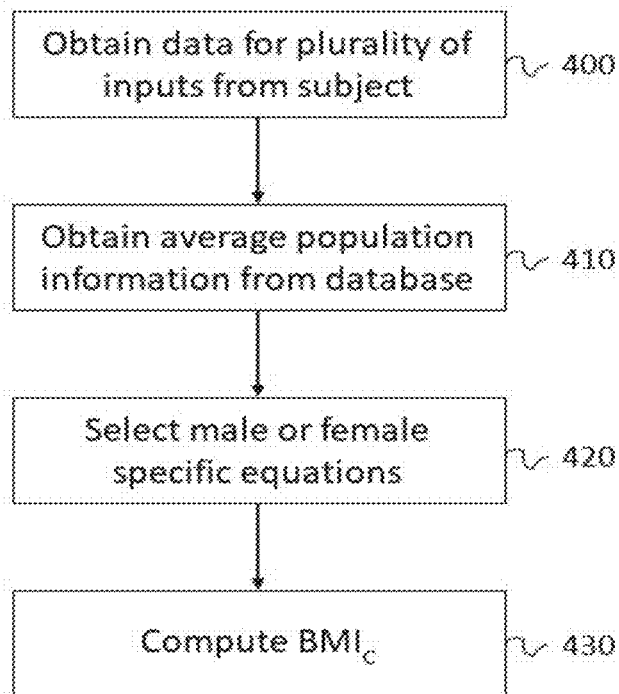 Obtain data for plurality of
inputs from subject
400
Obtain average population
information from database
410
Select male or female
specific equations
420
Compute BMI_C
430